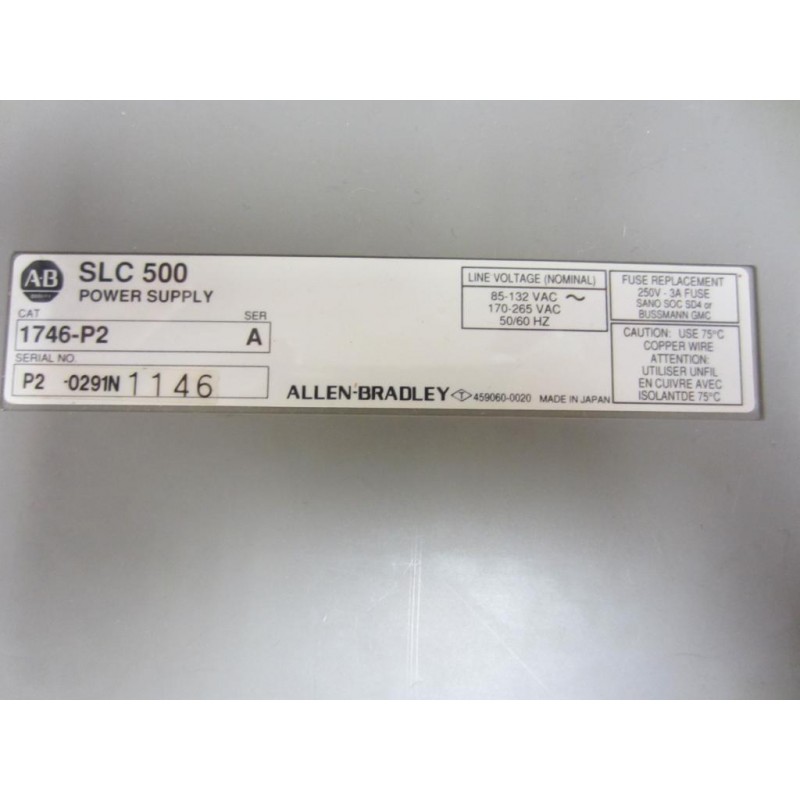 A·B
SLC 500
POWER SUPPLY
CAT SER
1746-P2 A
SERIAL NO.
P2 -0291N 1146
ALLEN-BRADLEY 459060-0020 MADE IN JAPAN
LINE VOLTAGE (NOMINAL)
85-132 VAC ~
170-265 VAC
50/60 HZ
FUSE REPLACEMENT
250V - 3A FUSE
SANO SOC SD4 or
BUSSMANN GMC
CAUTION: USE 75°C
COPPER WIRE
ATTENTION:
UTILISER UNFIL
EN CUIVRE AVEC
ISOLANTDE 75°C